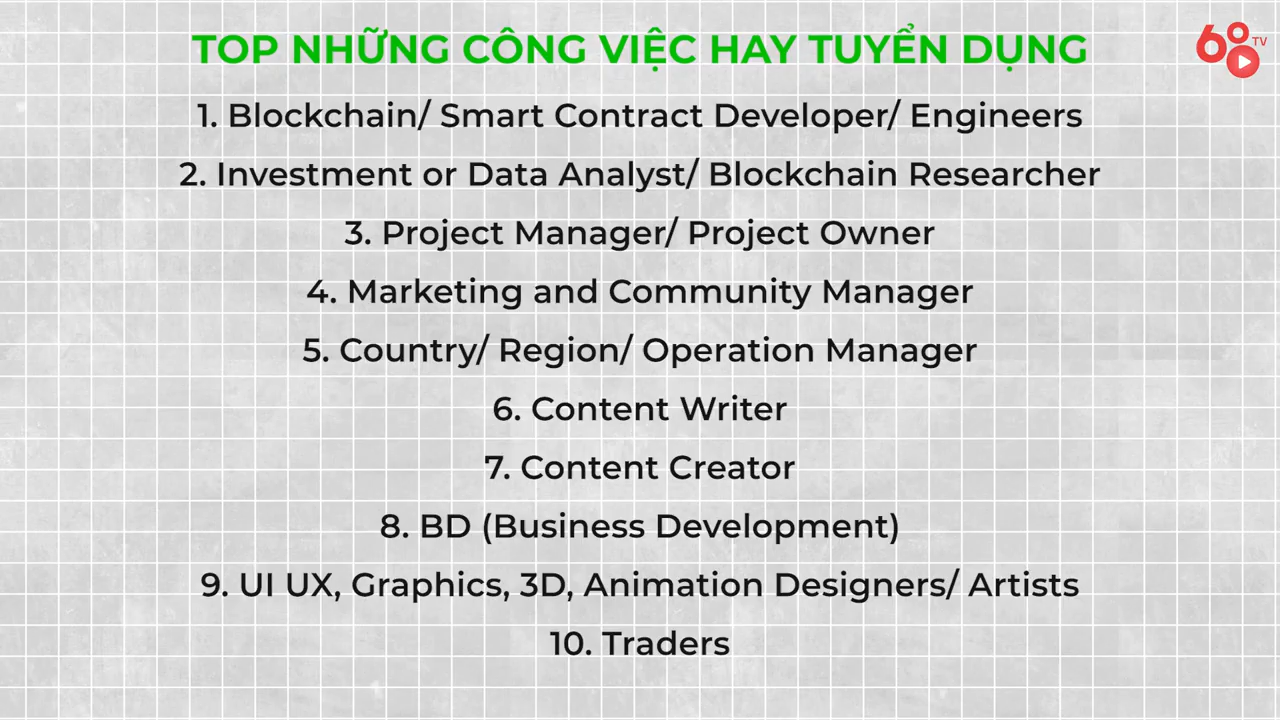 TOP NHỮNG CÔNG VIỆC HAY TUYỂN DỤNG
68 TV
1. Blockchain/ Smart Contract Developer/ Engineers
2. Investment or Data Analyst/ Blockchain Researcher
3. Project Manager/ Project Owner
4. Marketing and Community Manager
5. Country/ Region/ Operation Manager
6. Content Writer
7. Content Creator
8. BD (Business Development)
9. UI UX, Graphics, 3D, Animation Designers/ Artists
10. Traders